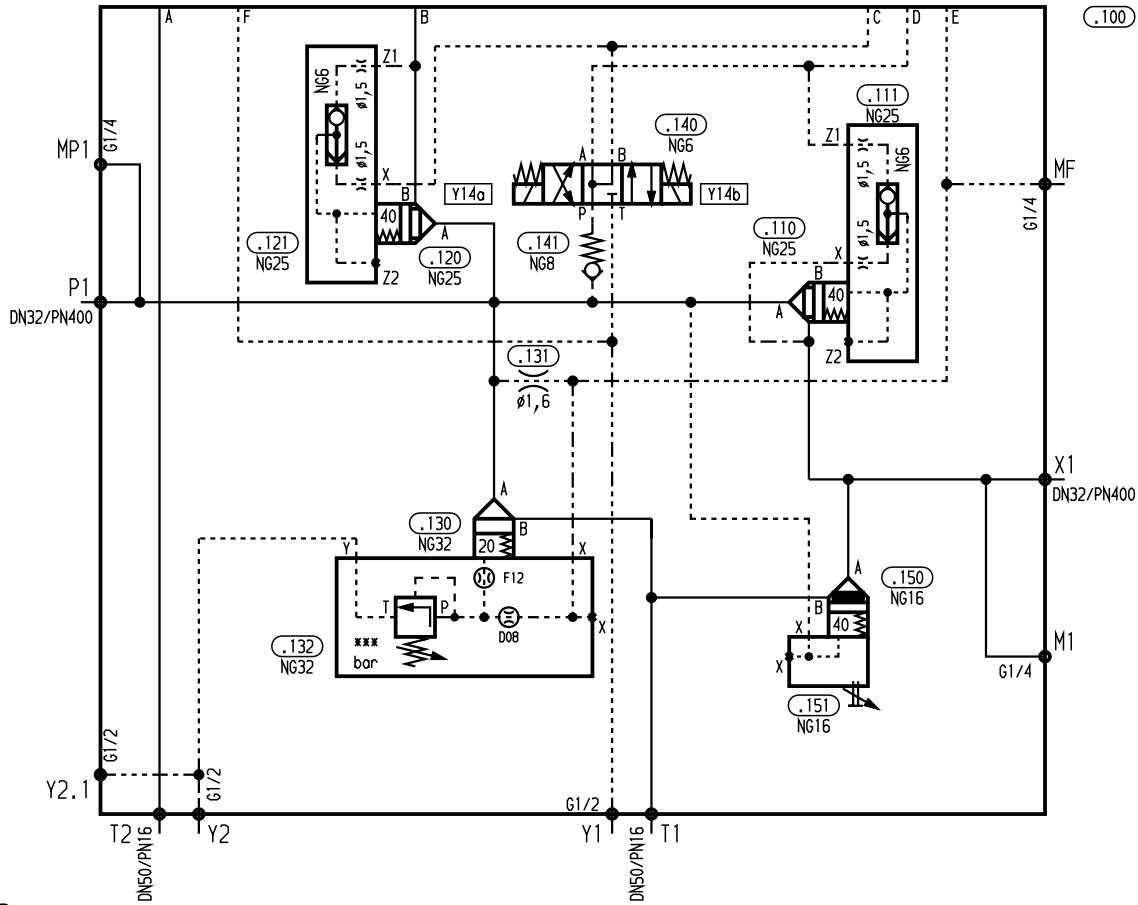 A
F
B
C
D
E
.100
G1/4
MP1
NG6
Z1
ø1,5
ø1,5
X
B
40
A
Z2
.121
NG25
.120
NG25
Y14a
A
B
P
T
.140
NG6
Y14b
.141
NG8
.111
NG25
Z1
ø1,5
NG6
ø1,5
X
.110
NG25
B
40
A
Z2
MF
G1/4
P1
DN32/PN400
.131
ø1,6
X1
DN32/PN400
A
.130
NG32
B
20
Y
X
F12
T
P
D08
X
*** 
bar
.132
NG32
A
.150
NG16
B
X
40
X
.151
NG16
M1
G1/4
G1/2
Y2.1
G1/2
T2
DN50/PN16
Y2
G1/2
Y1
DN50/PN16
T1